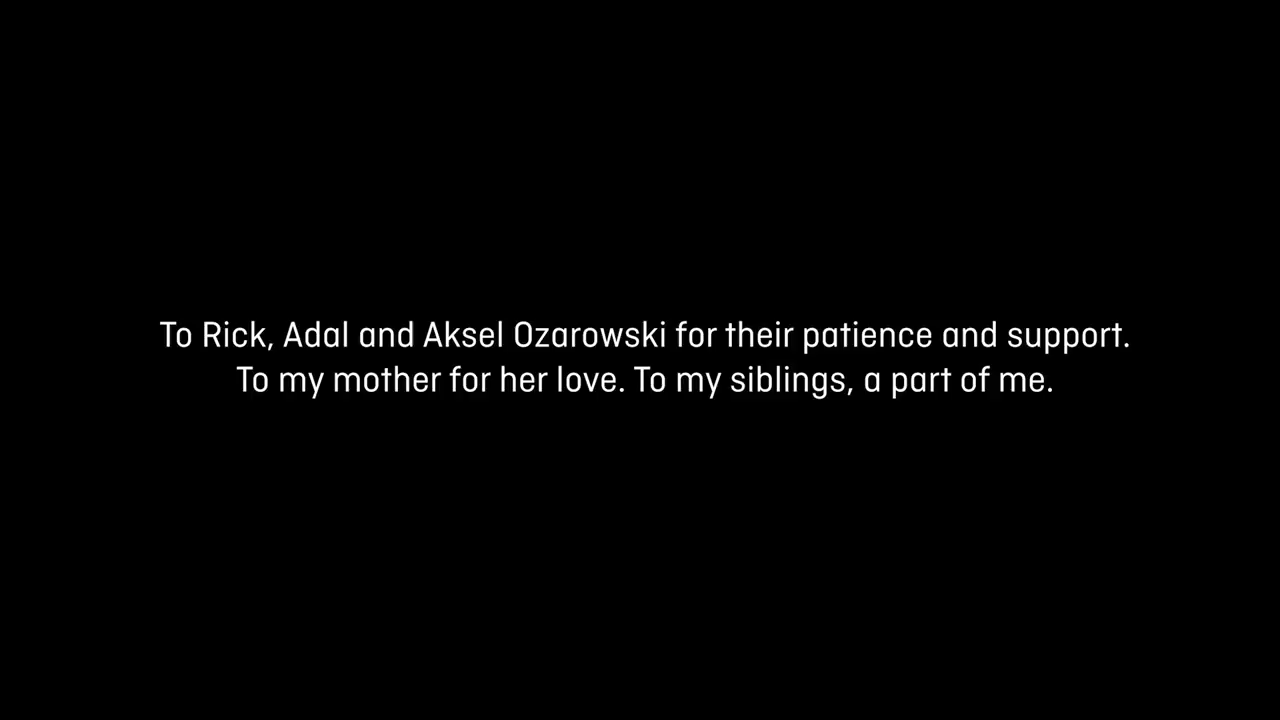 To Rick, Adal and Aksel Ozarowski for their patience and support.
To my mother for her love. To my siblings, a part of me.